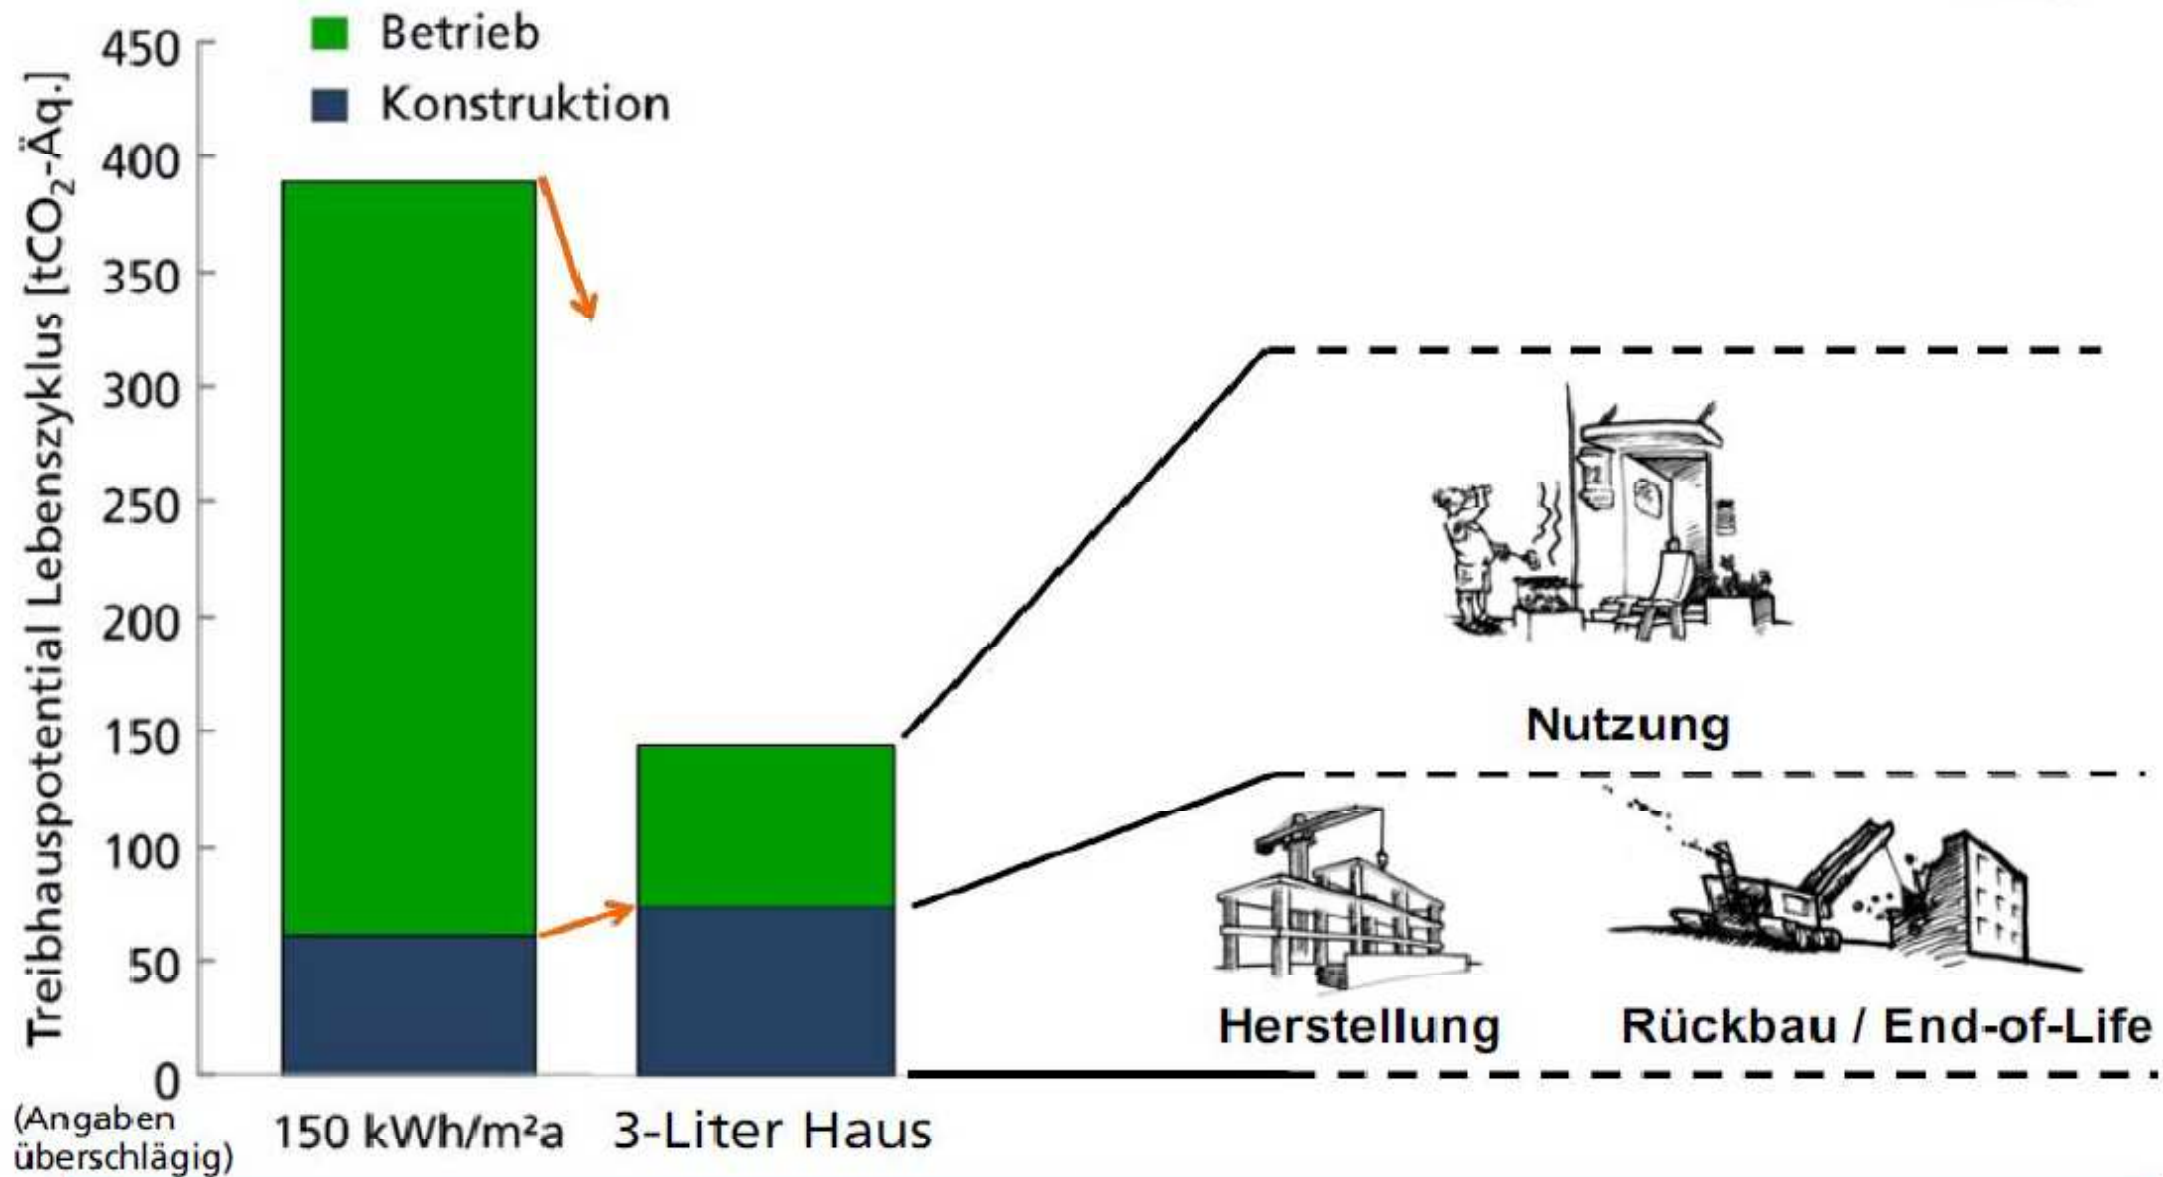 Betrieb
Konstruktion
Treibhauspotential Lebenszyklus [tCO₂-Äq.]
450
400
350
300
250
200
150
100
50
0
(Angaben
überschlägig)
150 kWh/m²a
3-Liter Haus
Nutzung
Herstellung
Rückbau / End-of-Life